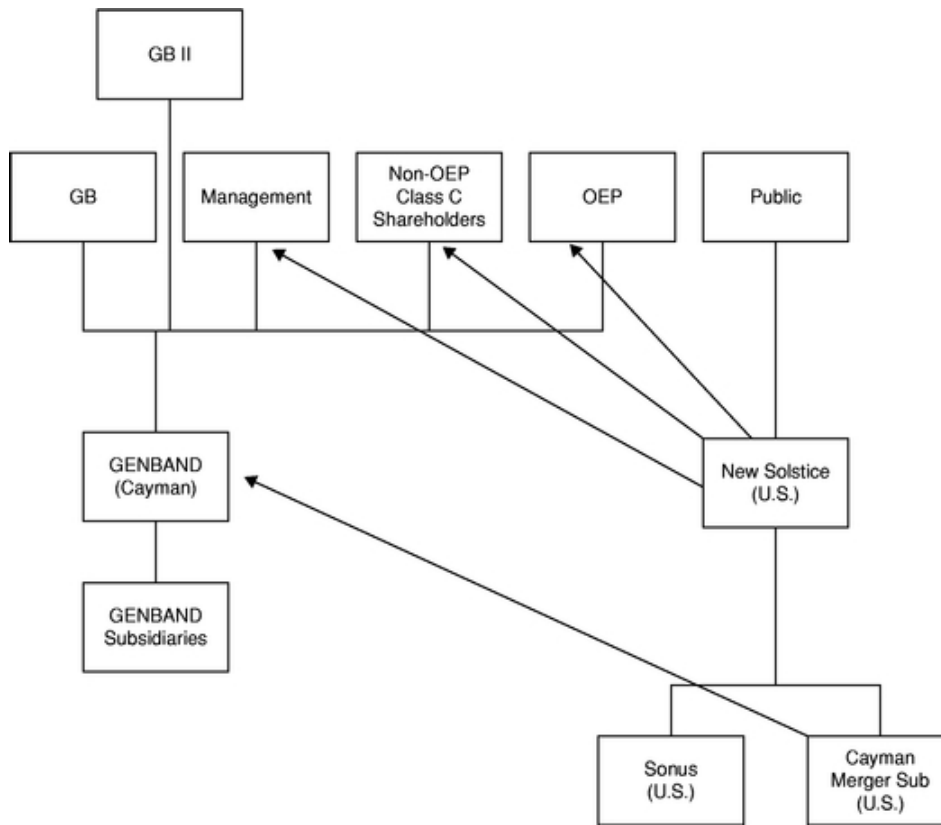 GB II
GB
Management
Non-OEP
Class C
Shareholders
OEP
Public
GENBAND
(Cayman)
New Solstice
(U.S.)
GENBAND
Subsidiaries
Sonus
(U.S.)
Cayman
Merger Sub
(U.S.)